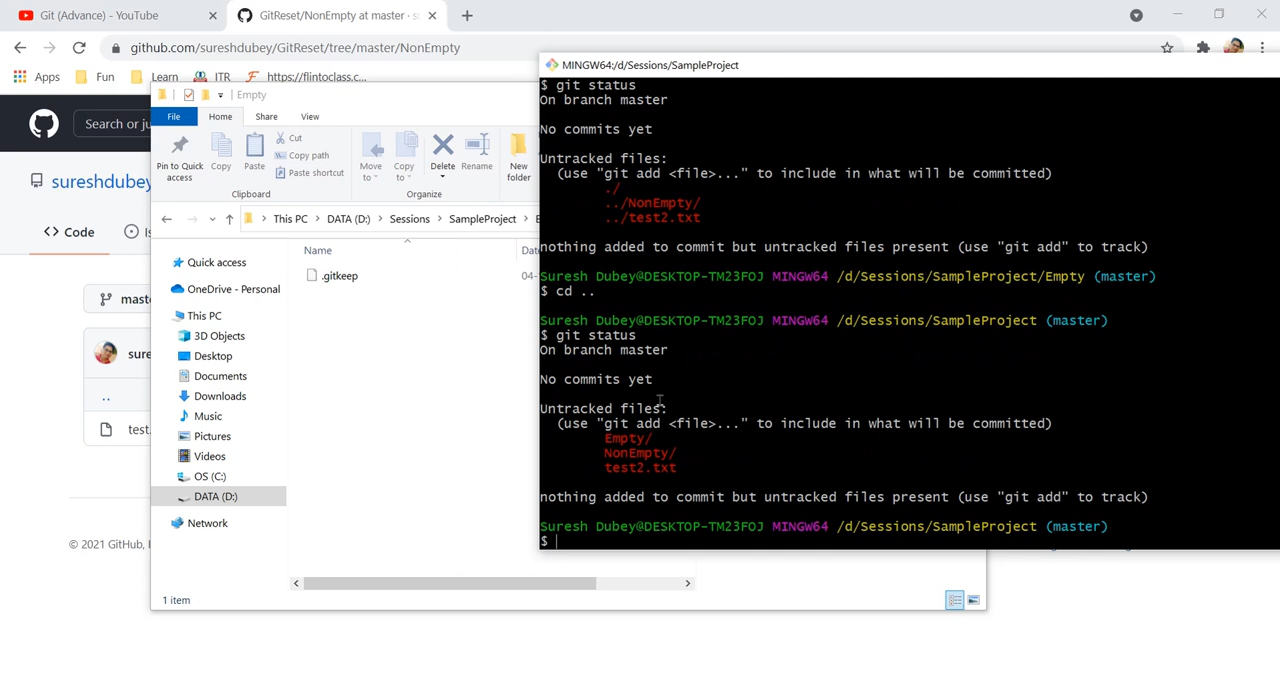 Git (Advance) - YouTube
GitReset/NonEmpty at master · s
github.com/sureshdubey/GitReset/tree/master/NonEmpty
Apps
Fun
Learn
ITR
https://flintoclass.c...
Search or ju
sureshdubey
Code
Is
maste
sure
..
test.
© 2021 GitHub, I
Empty
File
Home
Share
View
Pin to Quick
access
Copy
Paste
Cut
Copy path
Paste shortcut
Clipboard
Move
to
Copy
to
Delete
Rename
Organize
New
folder
This PC > DATA (D:) > Sessions > SampleProject > E
Name
Date
.gitkeep
04-
Quick access
OneDrive - Personal
This PC
3D Objects
Desktop
Documents
Downloads
Music
Pictures
Videos
OS (C:)
DATA (D:)
Network
1 item
MINGW64:/d/Sessions/SampleProject
$ git status
On branch master
No commits yet
Untracked files:
(use "git add <file>..." to include in what will be committed)
./
../NonEmpty/
../test2.txt
nothing added to commit but untracked files present (use "git add" to track)
Suresh Dubey@DESKTOP-TM23FOJ MINGW64 /d/Sessions/SampleProject/Empty (master)
$ cd ..
Suresh Dubey@DESKTOP-TM23FOJ MINGW64 /d/Sessions/SampleProject (master)
$ git status
On branch master
No commits yet
Untracked files:
(use "git add <file>..." to include in what will be committed)
Empty/
NonEmpty/
test2.txt
nothing added to commit but untracked files present (use "git add" to track)
Suresh Dubey@DESKTOP-TM23FOJ MINGW64 /d/Sessions/SampleProject (master)
$